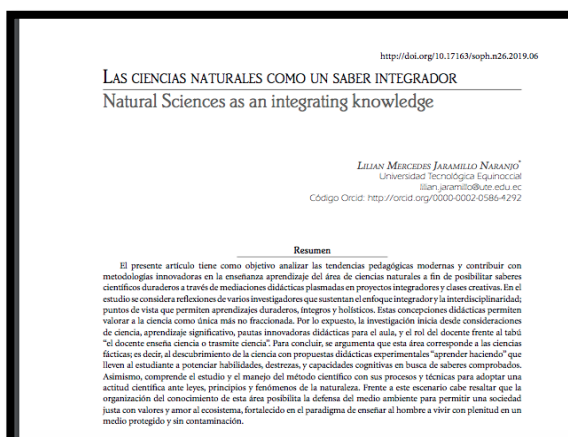 http://doi.org/10.17163/soph.n26.2019.06
LAS CIENCIAS NATURALES COMO UN SABER INTEGRADOR
Natural Sciences as an integrating knowledge
LILIAN MERCEDES JARAMILLO NARANJO*
Universidad Tecnológica Equinoccial
lilian.jaramillo@ute.edu.ec
Código Orcid: http://orcid.org/0000-0002-0586-4292
Resumen
El presente artículo tiene como objetivo analizar las tendencias pedagógicas modernas y contribuir con
metodologías innovadoras en la enseñanza aprendizaje del área de ciencias naturales a fin de posibilitar saberes
científicos duraderos a través de mediaciones didácticas plasmadas en proyectos integradores y clases creativas. En el
estudio se considera reflexiones de varios investigadores que sustentan el enfoque integrador y la interdisciplinaridad;
puntos de vista que permiten aprendizajes duraderos, íntegros y holísticos. Estas concepciones didácticas permiten
valorar a la ciencia como única más no fraccionada. Por lo expuesto, la investigación inicia desde consideraciones
de ciencia, aprendizaje significativo, pautas innovadoras didácticas para el aula, y el rol del docente frente al tabú
“el docente enseña ciencia o trasmite ciencia”. Para concluir, se argumenta que esta área corresponde a las ciencias
fácticas; es decir, al descubrimiento de la ciencia con propuestas didácticas experimentales “aprender haciendo” que
lleven al estudiante a potenciar habilidades, destrezas, y capacidades cognitivas en busca de saberes comprobados.
Asimismo, comprende el estudio y el manejo del método científico con sus procesos y técnicas para adoptar una
actitud científica ante leyes, principios y fenómenos de la naturaleza. Frente a este escenario cabe resaltar que la
organización del conocimiento de esta área posibilita la defensa del medio ambiente para permitir una sociedad
justa con valores y amor al ecosistema, fortalecido en el paradigma de enseñar al hombre a vivir con plenitud en un
medio protegido y sin contaminación.